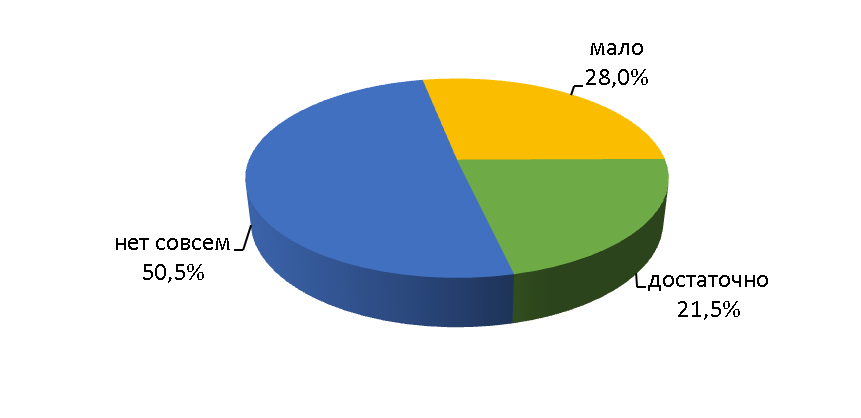 мало
28,0%
нет совсем
50,5%
достаточно
21,5%